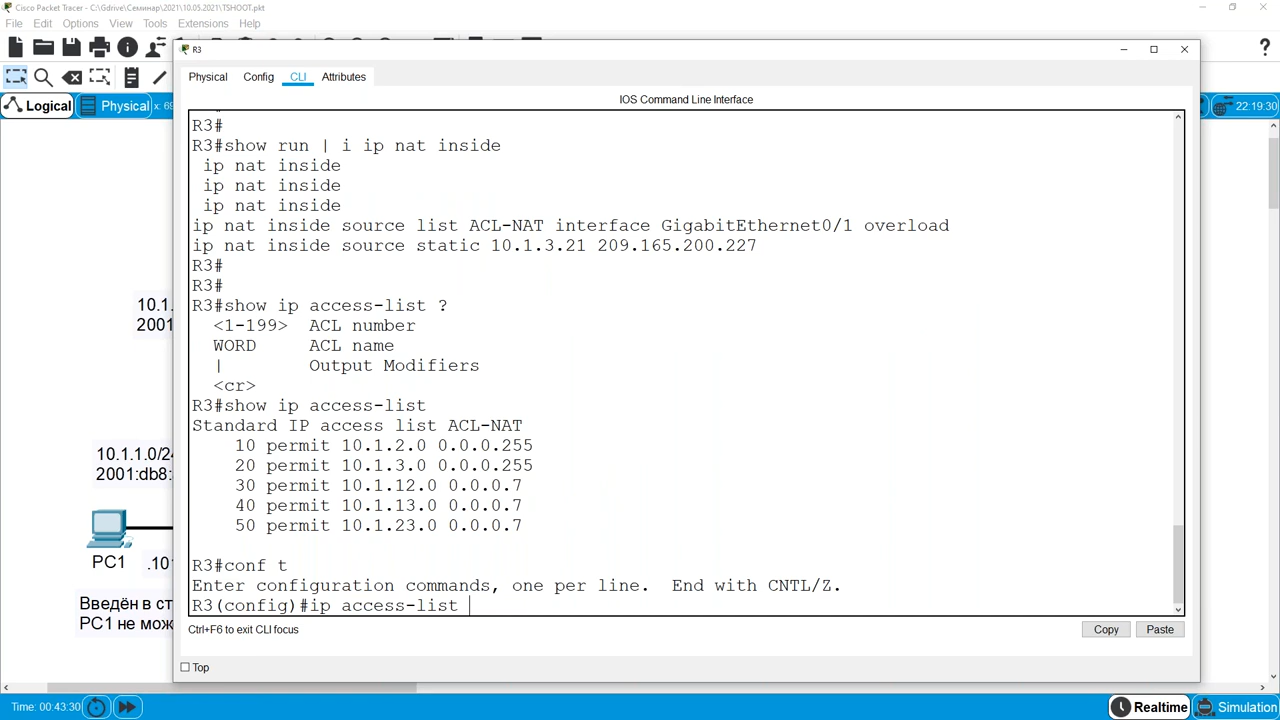 Cisco Packet Tracer - C:\Gdrive\Семинар\2021\10.05.2021\TSHOOT.pkt
File Edit Options View Tools Extensions Help
R3
Physical Config CLI Attributes
IOS Command Line Interface
Logical Physical x: 69
22:19:30
R3#
R3#show run | i ip nat inside
ip nat inside
ip nat inside
ip nat inside
ip nat inside source list ACL-NAT interface GigabitEthernet0/1 overload
ip nat inside source static 10.1.3.21 209.165.200.227
R3#
R3#
R3#show ip access-list ?
<1-199> ACL number
WORD ACL name
| Output Modifiers
<cr>
R3#show ip access-list
Standard IP access list ACL-NAT
10 permit 10.1.2.0 0.0.0.255
20 permit 10.1.3.0 0.0.0.255
30 permit 10.1.12.0 0.0.0.7
40 permit 10.1.13.0 0.0.0.7
50 permit 10.1.23.0 0.0.0.7
R3#conf t
Enter configuration commands, one per line. End with CNTL/Z.
R3(config)#ip access-list
Ctrl+F6 to exit CLI focus
Copy Paste
Top
10.1.
2001
10.1.1.0/24
2001:db8:
PC1 .10
Введён в ст
PC1 не мож
Time: 00:43:30
Realtime Simulation